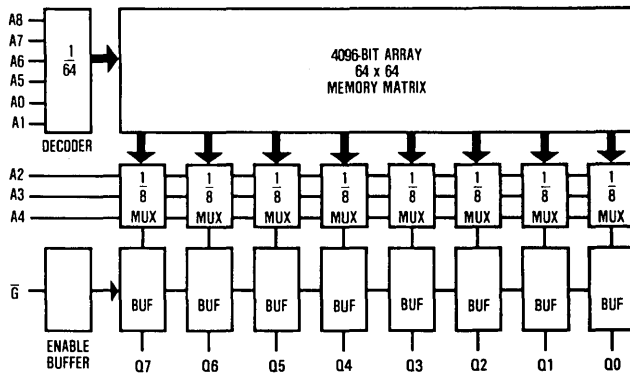 A8
A7
A6
A5
A0
A1
1
64
DECODER
4096-BIT ARRAY
64 x 64
MEMORY MATRIX
A2
A3
A4
1 1 1 1 1 1 1 1
8 8 8 8 8 8 8 8
MUX MUX MUX MUX MUX MUX MUX MUX
G̅
BUF BUF BUF BUF BUF BUF BUF BUF
ENABLE
BUFFER
Q7 Q6 Q5 Q4 Q3 Q2 Q1 Q0